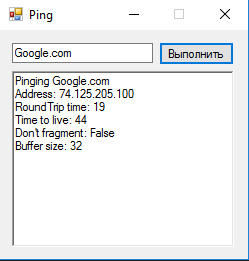 Ping
Google.com
Выполнить
Pinging Google.com
Address: 74.125.205.100
RoundTrip time: 19
Time to live: 44
Don't fragment: False
Buffer size: 32